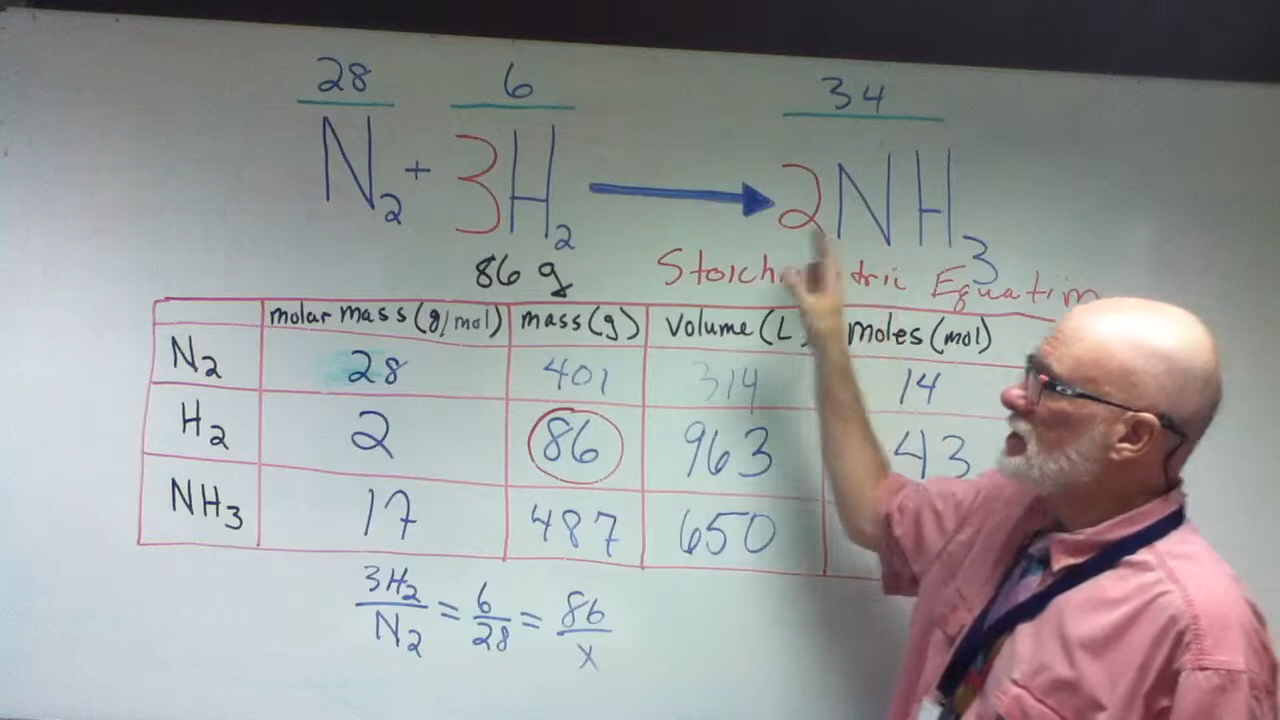 28 6 34
N2 + 3H2 → 2NH3
86 g
Equation
molar mass (g/mol) mass (g) Volume (L) moles (mol)
N2 28 401 314 14
H2 2 86 963 43
NH3 17 487 650
3H2/N2 = 6/28 = 86/x